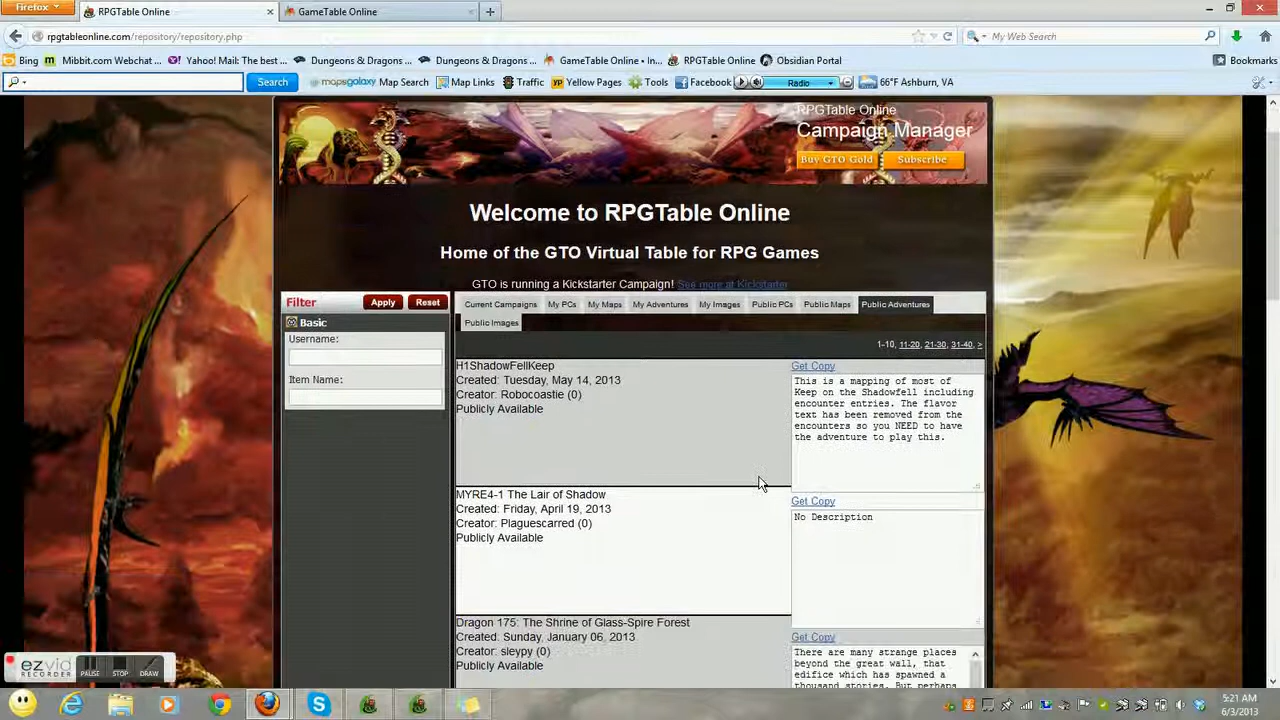 Firefox
RPGTable Online
GameTable Online
rpgtableonline.com/repository/repository.php
My Web Search
Bing
Mibbit.com Webchat ...
Yahoo! Mail: The best ...
Dungeons & Dragons ...
Dungeons & Dragons ...
GameTable Online • In...
RPGTable Online
Obsidian Portal
Bookmarks
Search
mapsgalaxy
Map Search
Map Links
Traffic
YP Yellow Pages
Tools
Facebook
Radio
66°F Ashburn, VA
RPGTable Online
Campaign Manager
Buy GTO Gold
Subscribe
Welcome to RPGTable Online
Home of the GTO Virtual Table for RPG Games
GTO is running a Kickstarter Campaign! See more at Kickstarter
Filter
Apply
Reset
Current Campaigns
My PCs
My Maps
My Adventures
My Images
Public PCs
Public Maps
Public Adventures
Public Images
Basic
Username:
Item Name:
1-10, 11-20, 21-30, 31-40, >
H1ShadowFellKeep
Created: Tuesday, May 14, 2013
Creator: Robocoastie (0)
Publicly Available
Get Copy
This is a mapping of most of
Keep on the Shadowfell including
encounter entries. The flavor
text has been removed from the
encounters so you NEED to have
the adventure to play this.
MYRE4-1 The Lair of Shadow
Created: Friday, April 19, 2013
Creator: Plaguescarred (0)
Publicly Available
Get Copy
No Description
Dragon 175: The Shrine of Glass-Spire Forest
Created: Sunday, January 06, 2013
Creator: sleypy (0)
Publicly Available
Get Copy
There are many strange places
beyond the great wall, that
edifice which has spawned a
thousand stories. But perhaps
ezvid
RECORDER
PAUSE
STOP
DRAW
5:21 AM
6/3/2013